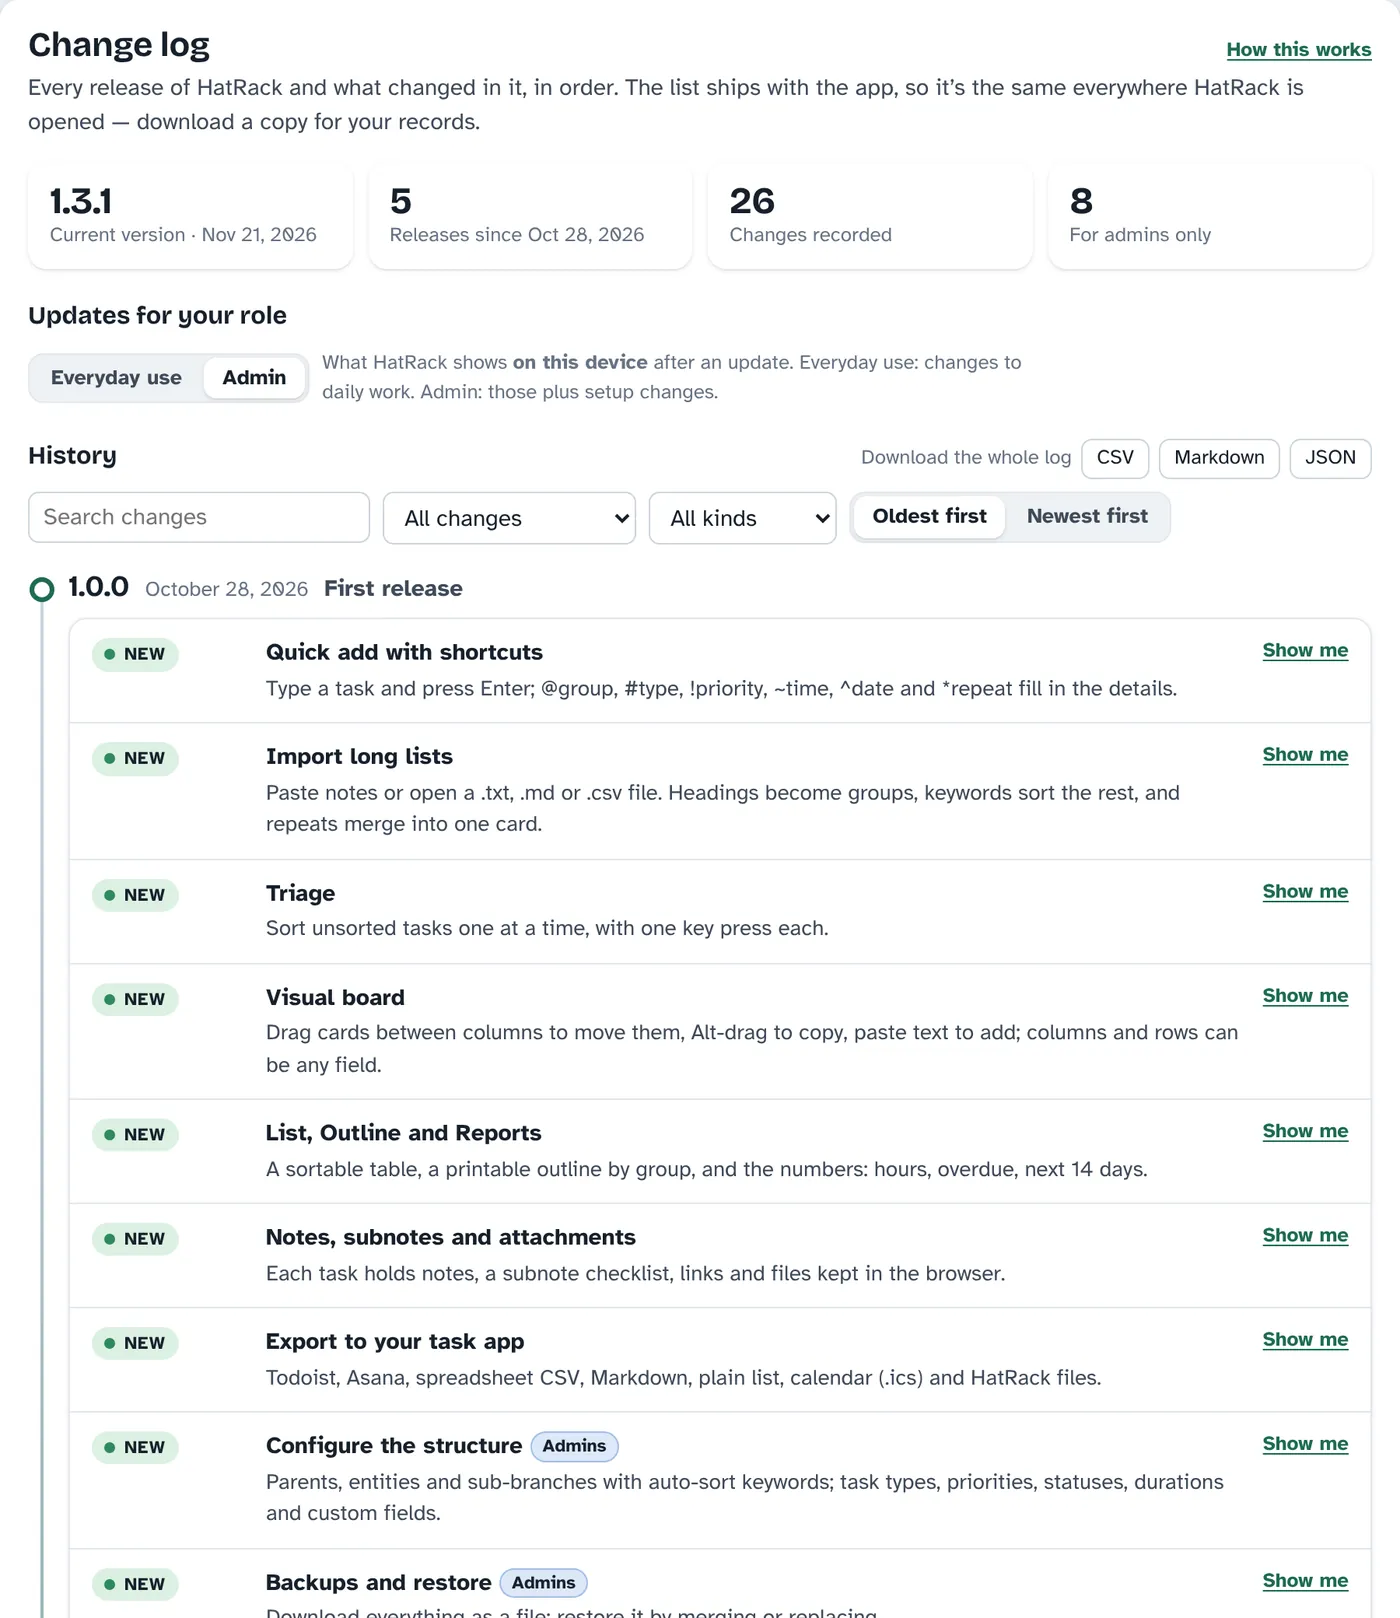 Change log
How this works
Every release of HatRack and what changed in it, in order. The list ships with the app, so it’s the same everywhere HatRack is
opened — download a copy for your records.
1.3.1
Current version · Nov 21, 2026
5
Releases since Oct 28, 2026
26
Changes recorded
8
For admins only
Updates for your role
Everyday use
Admin
What HatRack shows on this device after an update. Everyday use: changes to
daily work. Admin: those plus setup changes.
History
Download the whole log
CSV
Markdown
JSON
Search changes
All changes
All kinds
Oldest first
Newest first
1.0.0 October 28, 2026 First release
NEW
Quick add with shortcuts
Show me
Type a task and press Enter; @group, #type, !priority, ~time, ^date and *repeat fill in the details.
NEW
Import long lists
Show me
Paste notes or open a .txt, .md or .csv file. Headings become groups, keywords sort the rest, and
repeats merge into one card.
NEW
Triage
Show me
Sort unsorted tasks one at a time, with one key press each.
NEW
Visual board
Show me
Drag cards between columns to move them, Alt-drag to copy, paste text to add; columns and rows can
be any field.
NEW
List, Outline and Reports
Show me
A sortable table, a printable outline by group, and the numbers: hours, overdue, next 14 days.
NEW
Notes, subnotes and attachments
Show me
Each task holds notes, a subnote checklist, links and files kept in the browser.
NEW
Export to your task app
Show me
Todoist, Asana, spreadsheet CSV, Markdown, plain list, calendar (.ics) and HatRack files.
NEW
Configure the structure Admins
Show me
Parents, entities and sub-branches with auto-sort keywords; task types, priorities, statuses, durations
and custom fields.
NEW
Backups and restore Admins
Show me
Download everything as a file; restore it by merging or replacing.